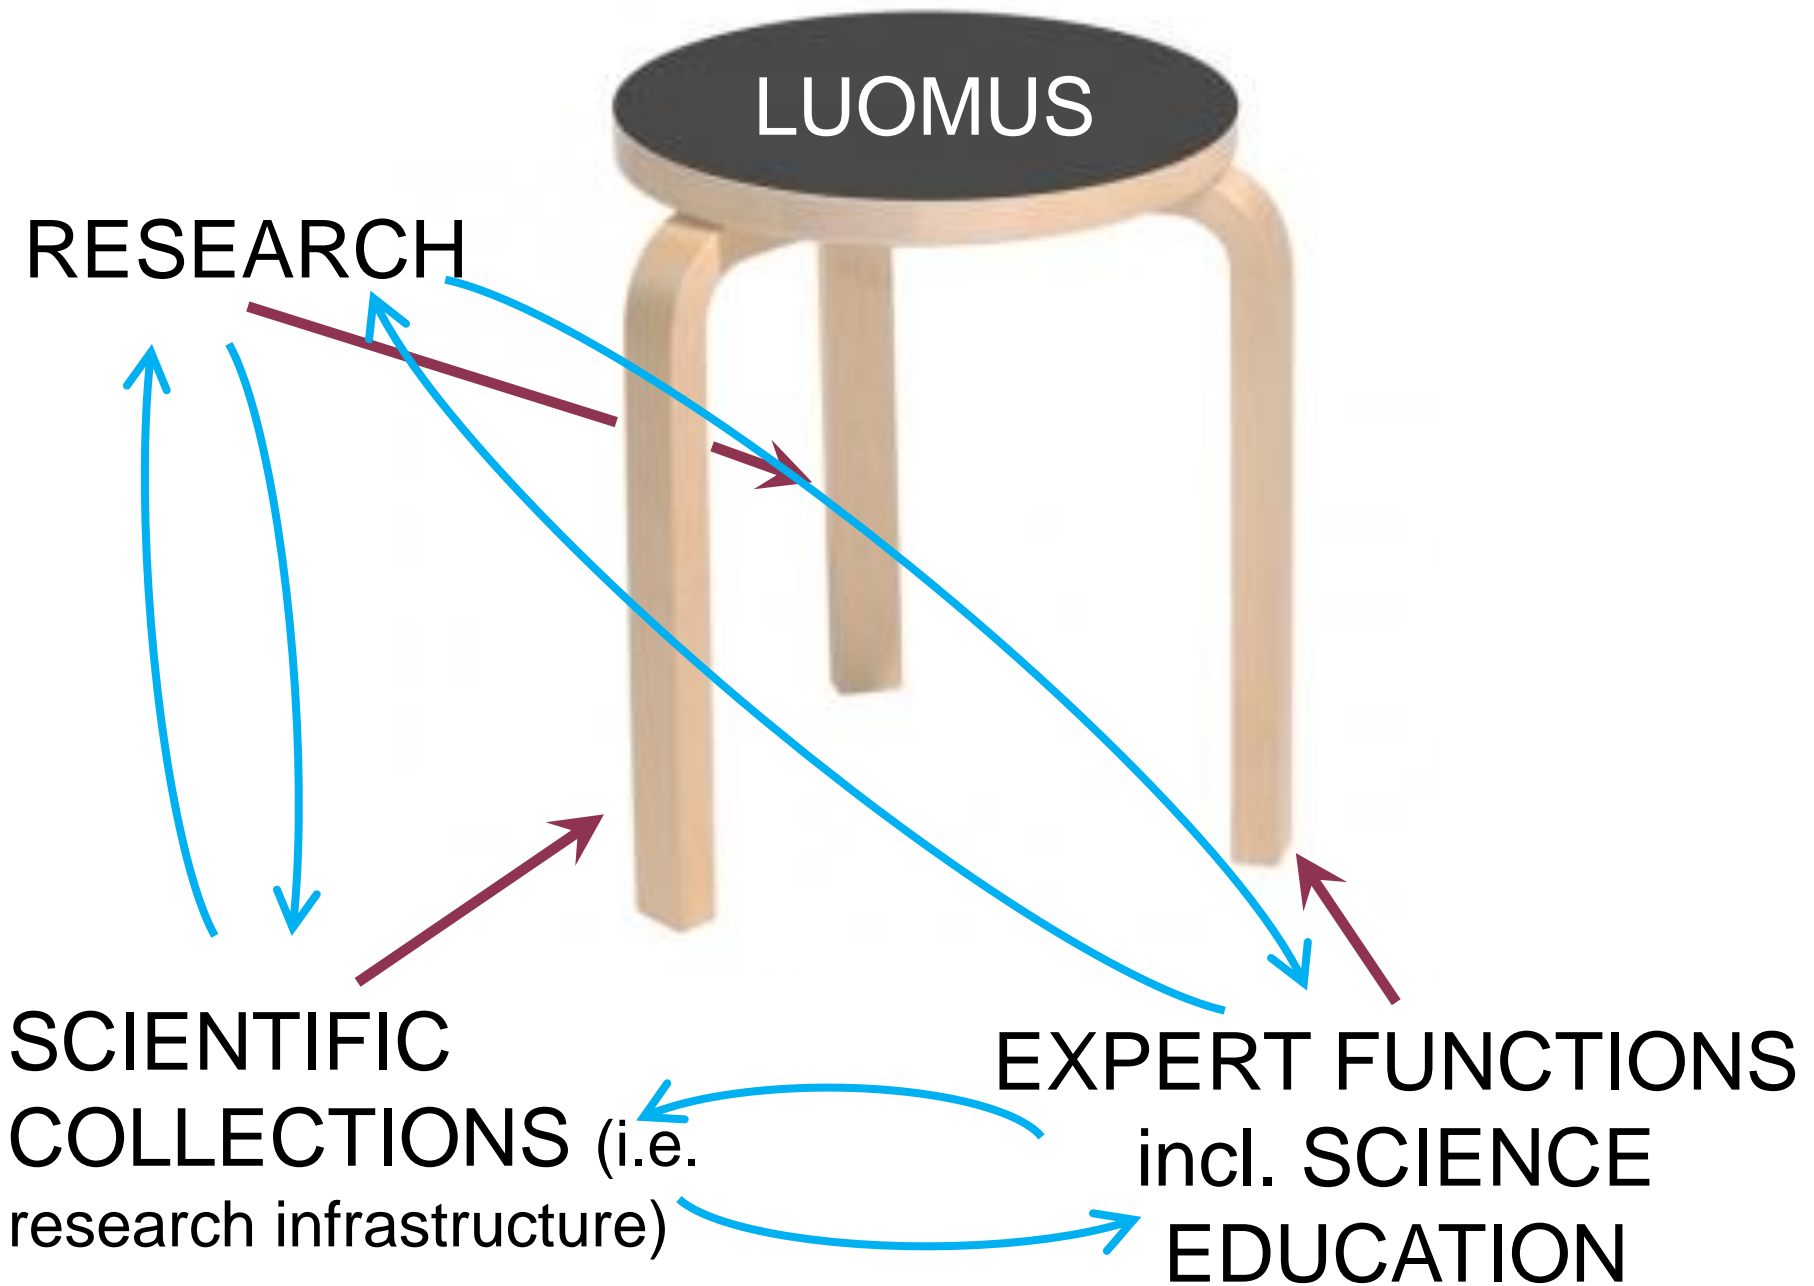 LUOMUS
RESEARCH
SCIENTIFIC
COLLECTIONS (i.e.
research infrastructure)
EXPERT FUNCTIONS
incl. SCIENCE
EDUCATION